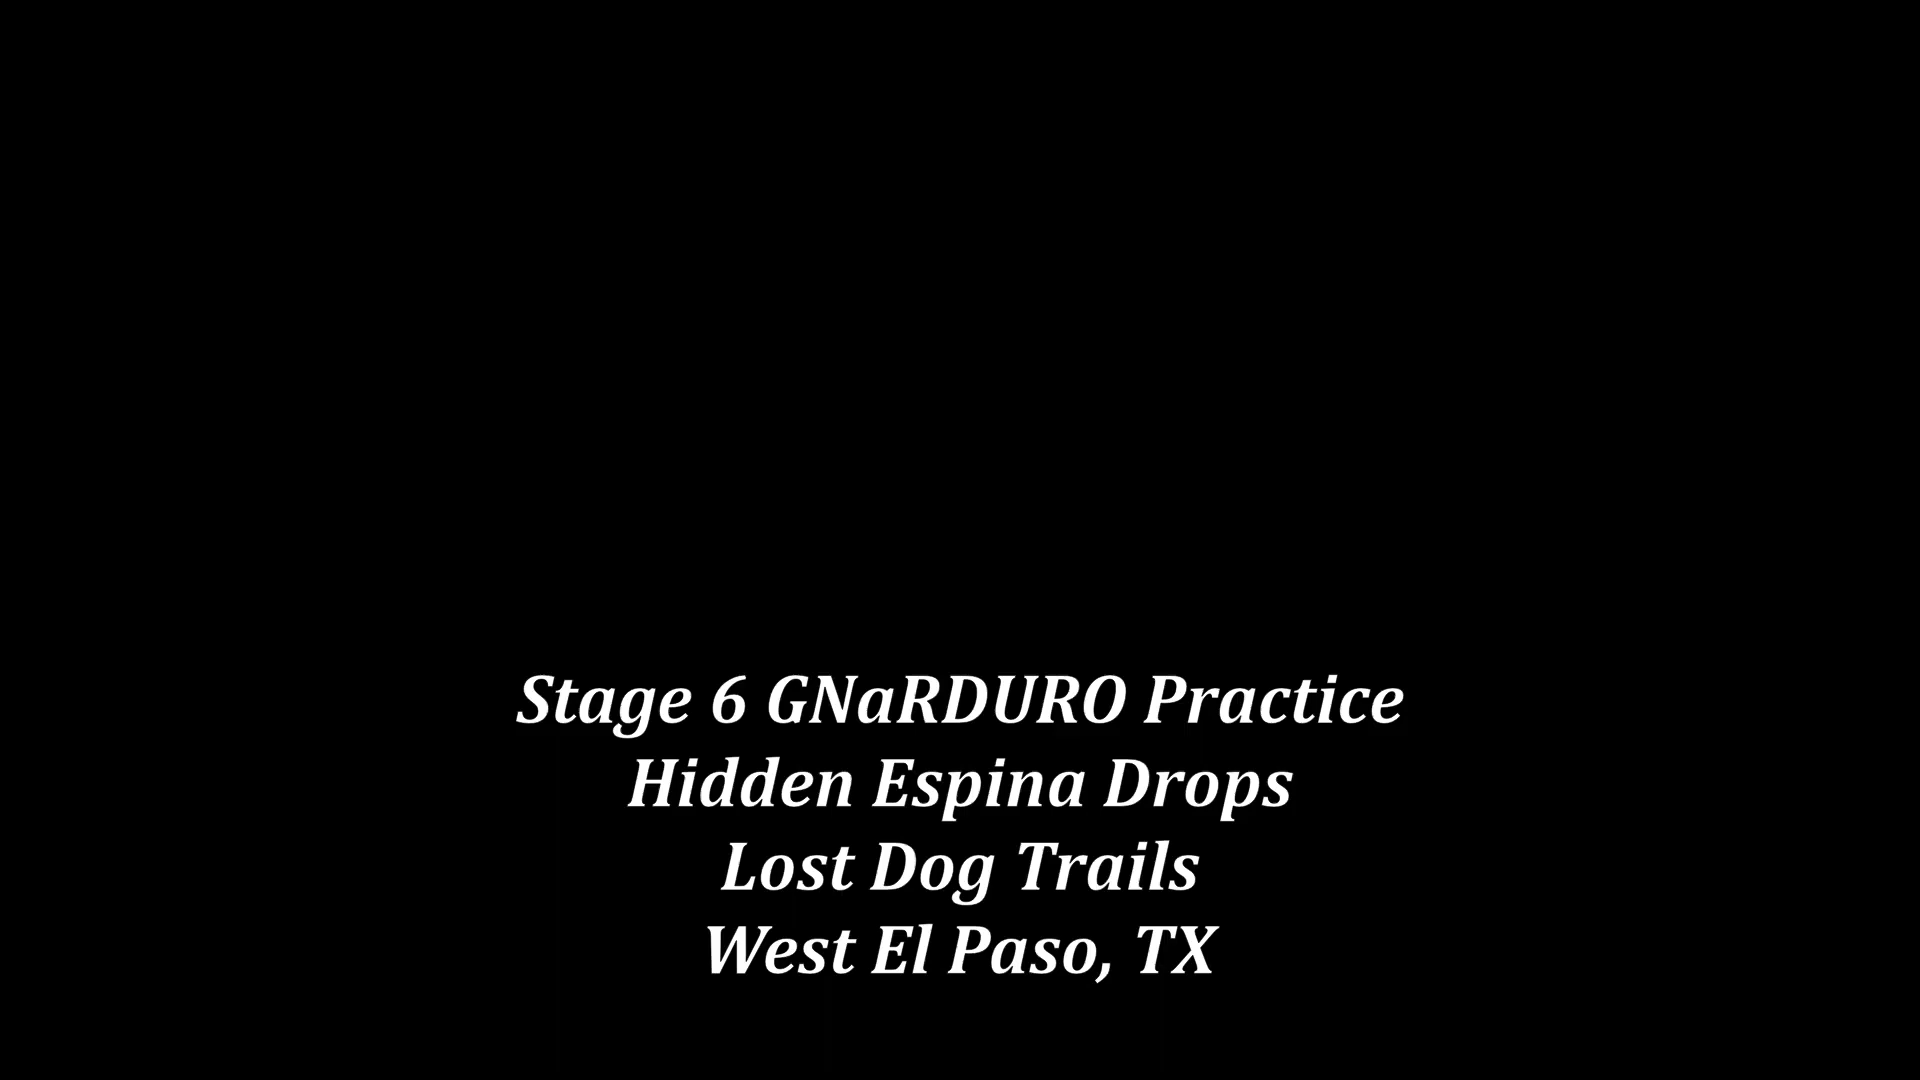 Stage 6 GNaRDURO Practice
Hidden Espina Drops
Lost Dog Trails
West El Paso, TX